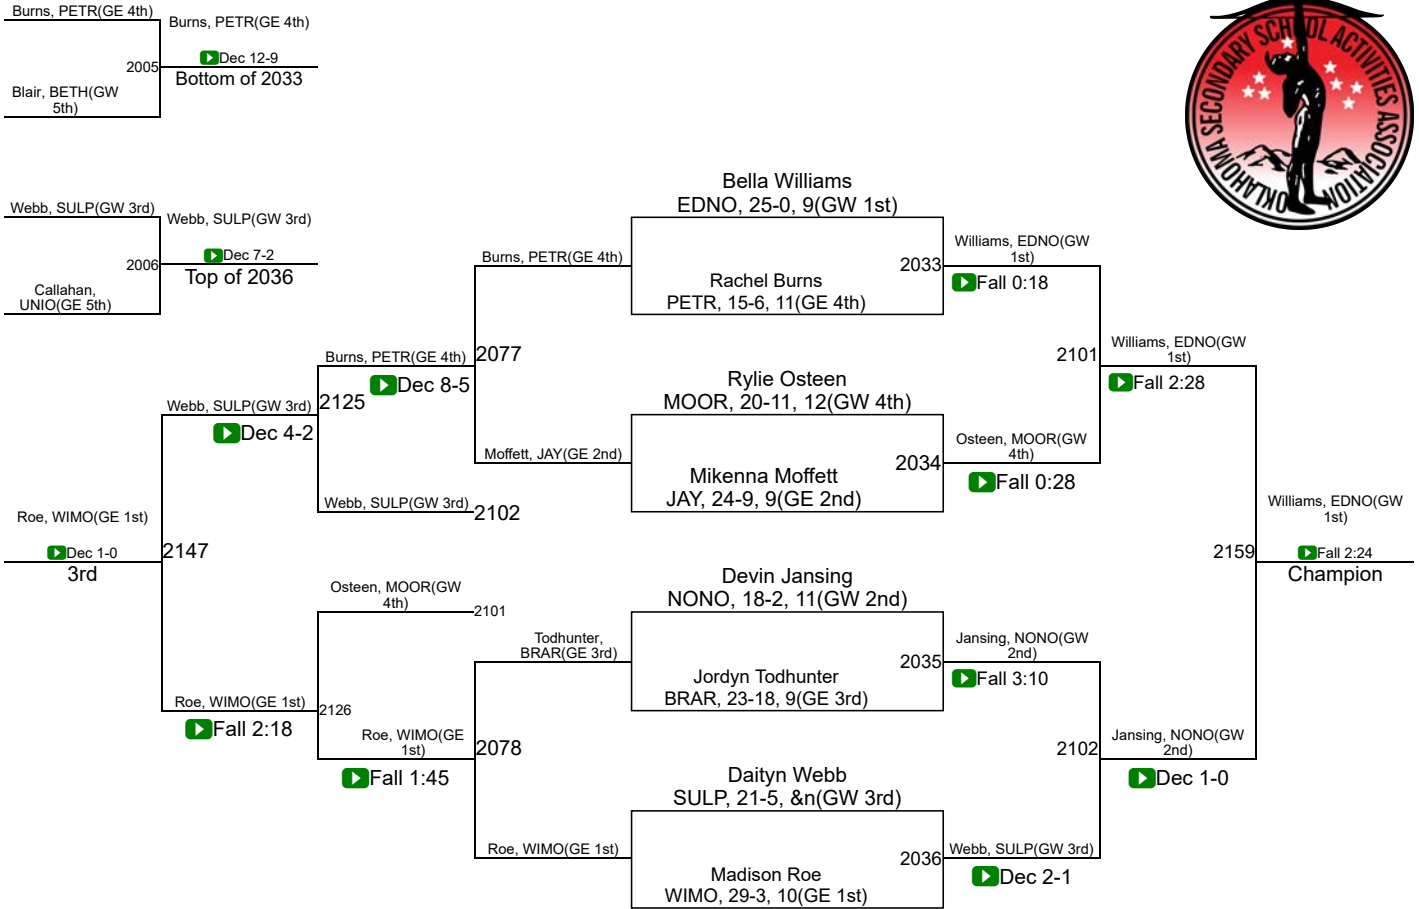 Burns, PETR(GE 4th)
Burns, PETR(GE 4th)
Dec 12-9
2005
Bottom of 2033
Blair, BETH(GW
5th)
OKLAHOMA SECONDARY SCHOOL ACTIVITIES ASSOCIATION
Webb, SULP(GW 3rd)
Webb, SULP(GW 3rd)
Dec 7-2
2006
Top of 2036
Callahan,
UNIO(GE 5th)
Bella Williams
EDNO, 25-0, 9(GW 1st)
Burns, PETR(GE 4th)
Rachel Burns
PETR, 15-6, 11(GE 4th)
2033
Williams, EDNO(GW
1st)
Fall 0:18
Burns, PETR(GE 4th)
2077
Dec 8-5
2101
Williams, EDNO(GW
1st)
Fall 2:28
Rylie Osteen
MOOR, 20-11, 12(GW 4th)
Webb, SULP(GW 3rd)
2125
Dec 4-2
Moffett, JAY(GE 2nd)
Mikenna Moffett
JAY, 24-9, 9(GE 2nd)
2034
Osteen, MOOR(GW
4th)
Fall 0:28
Webb, SULP(GW 3rd)
2102
Roe, WIMO(GE 1st)
Dec 1-0
3rd
2147
Williams, EDNO(GW
1st)
2159
Fall 2:24
Champion
Osteen, MOOR(GW
4th)
2101
Devin Jansing
NONO, 18-2, 11(GW 2nd)
Todhunter,
BRAR(GE 3rd)
Jordyn Todhunter
BRAR, 23-18, 9(GE 3rd)
2035
Jansing, NONO(GW
2nd)
Fall 3:10
Roe, WIMO(GE 1st)
2126
Fall 2:18
Roe, WIMO(GE
1st)
2078
Fall 1:45
2102
Jansing, NONO(GW
2nd)
Dec 1-0
Daityn Webb
SULP, 21-5, &n(GW 3rd)
Roe, WIMO(GE 1st)
Madison Roe
WIMO, 29-3, 10(GE 1st)
2036
Webb, SULP(GW 3rd)
Dec 2-1